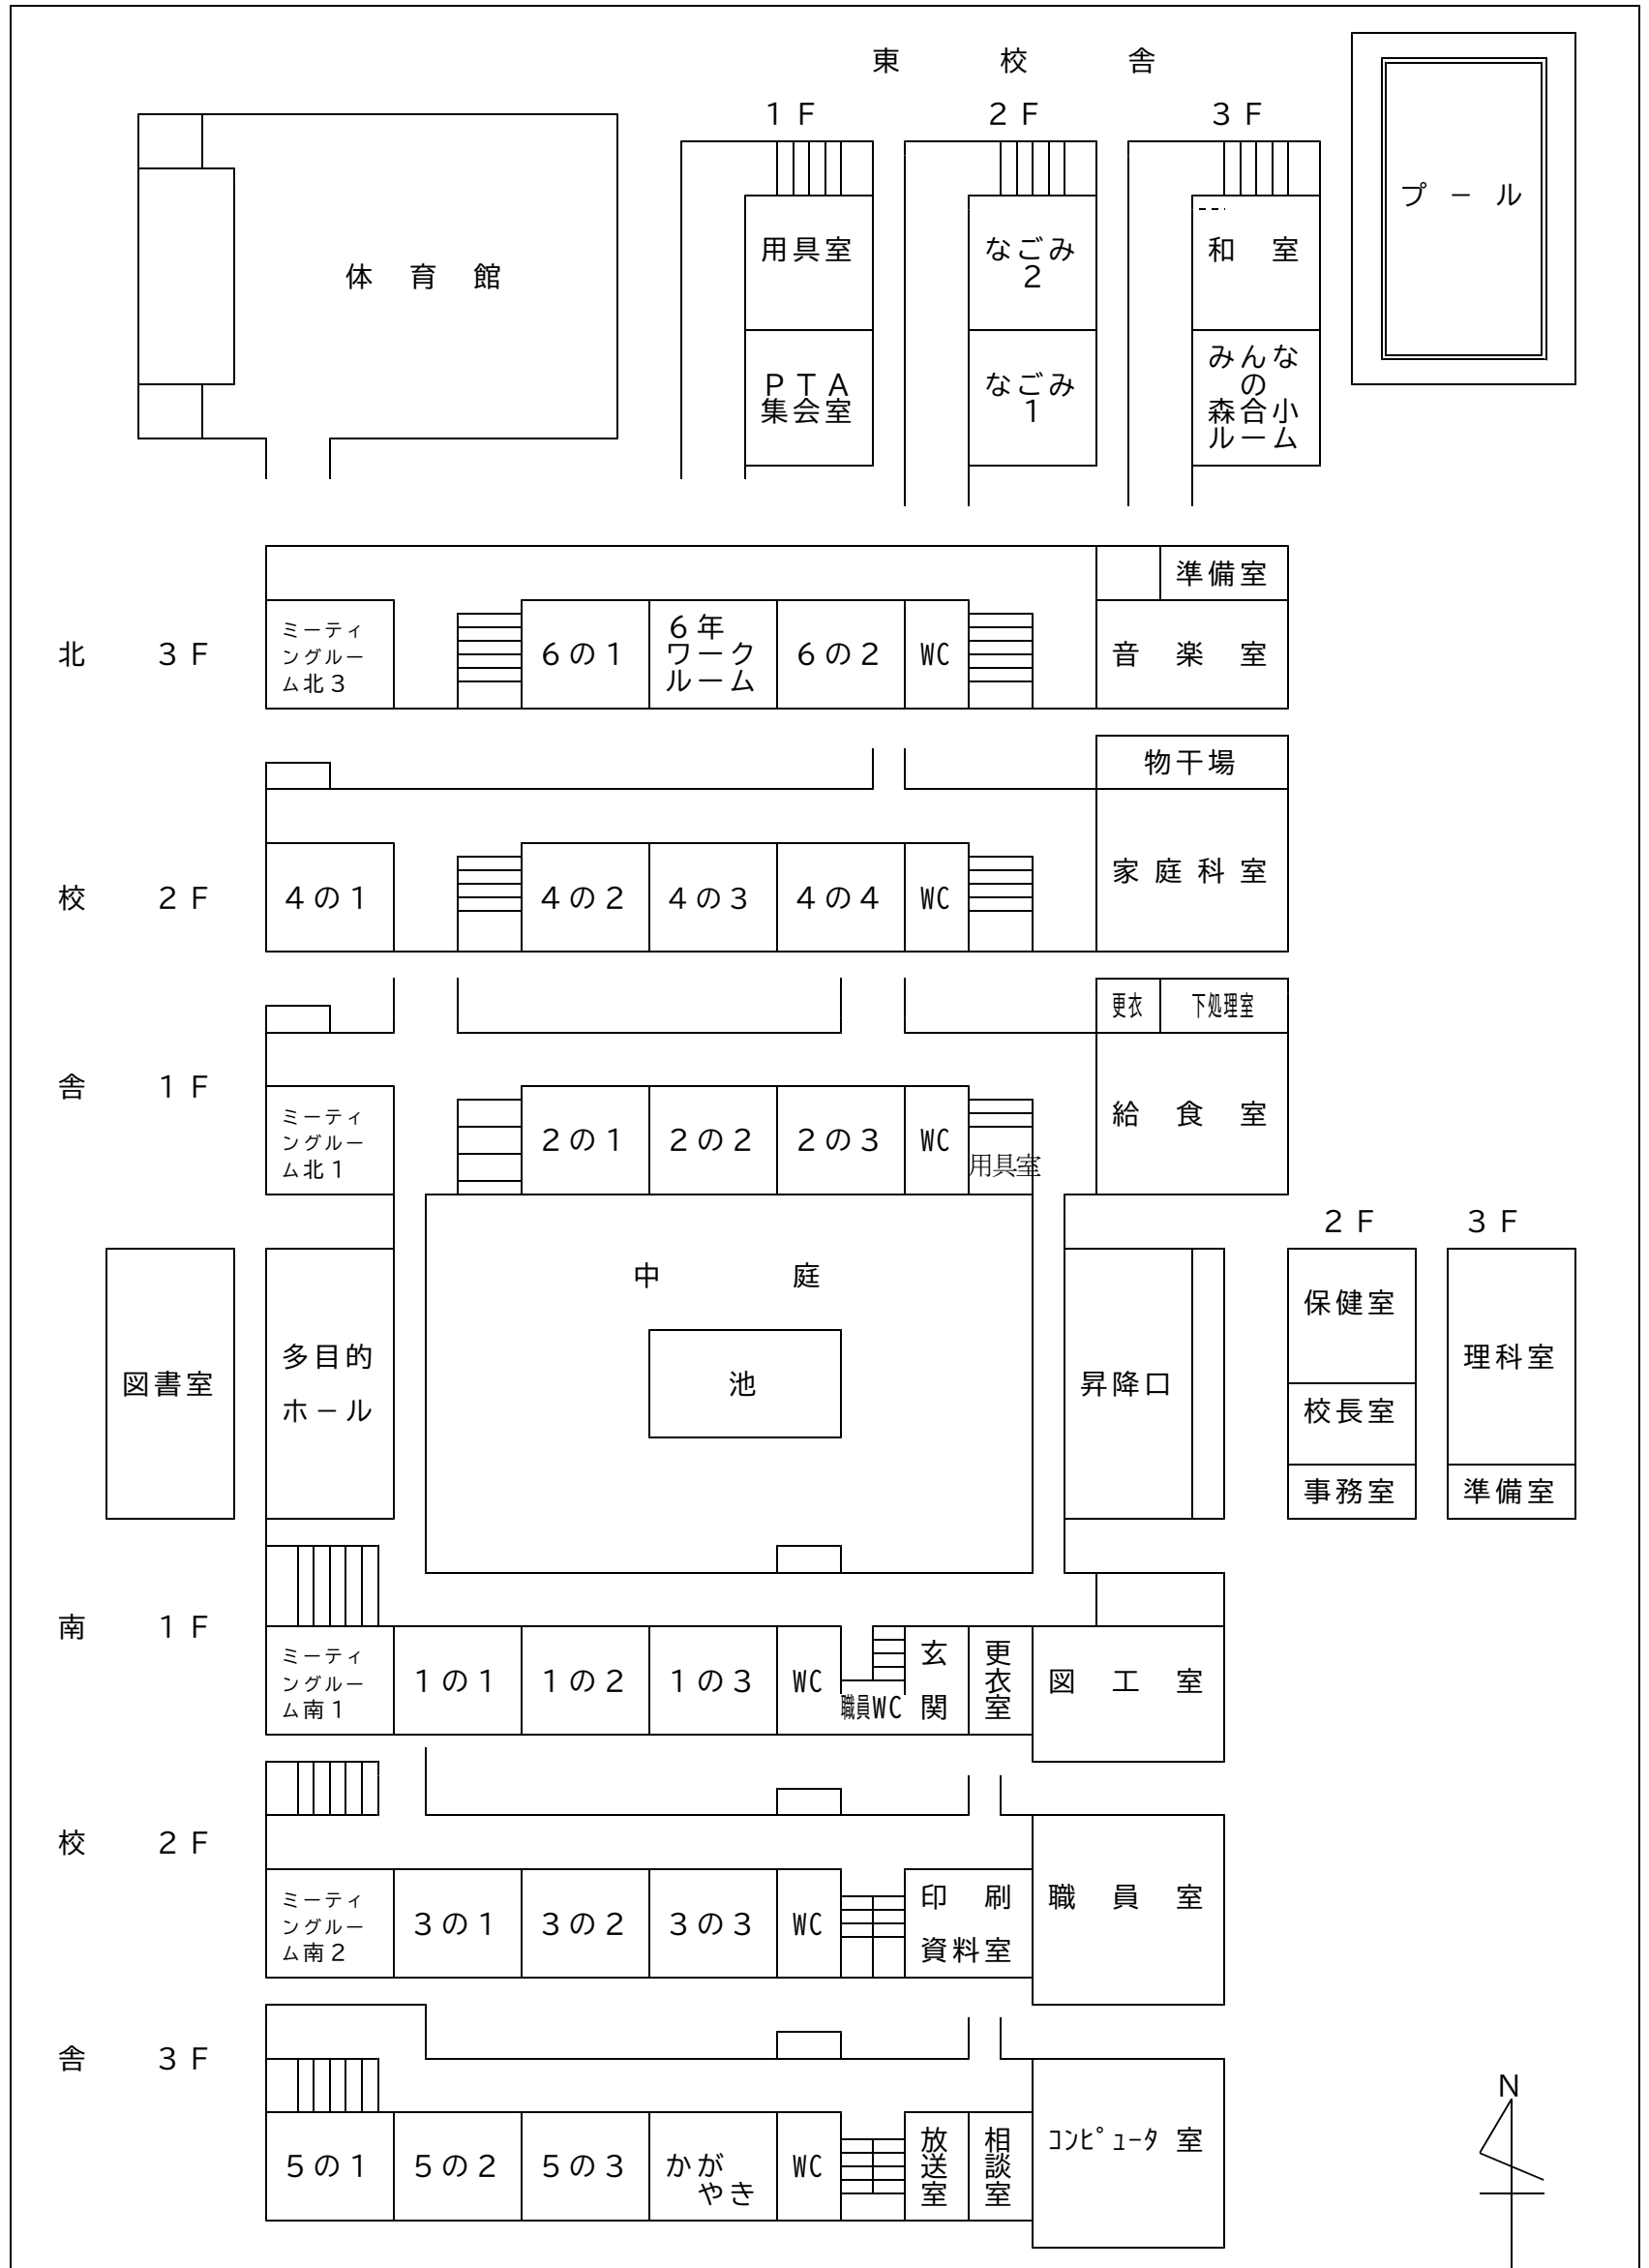 東 校 舎
１Ｆ ２Ｆ ３Ｆ
プール
体育館
用具室
なごみ
２
和室
ＰＴＡ
集会室
なごみ
１
みんな
の
森合小
ルーム
準備室
北 ３Ｆ
ミーティ
ングルー
ム北３
６の１
６年
ワーク
ルーム
６の２
WC
音楽室
物干場
校 ２Ｆ
４の１
４の２
４の３
４の４
WC
家庭科室
更衣
下処理室
舎 １Ｆ
ミーティ
ングルー
ム北１
２の１
２の２
２の３
WC
用具室
給食室
２Ｆ ３Ｆ
図書室
多目的
ホール
中庭
池
昇降口
保健室
校長室
事務室
理科室
準備室
南 １Ｆ
ミーティ
ングルー
ム南１
１の１
１の２
１の３
WC
職員WC
玄
関
更
衣
室
図工室
校 ２Ｆ
ミーティ
ングルー
ム南２
３の１
３の２
３の３
WC
印刷
資料室
職員室
舎 ３Ｆ
５の１
５の２
５の３
かが
やき
WC
放
送
室
相
談
室
ｺﾝﾋﾟｭｰﾀ 室
N